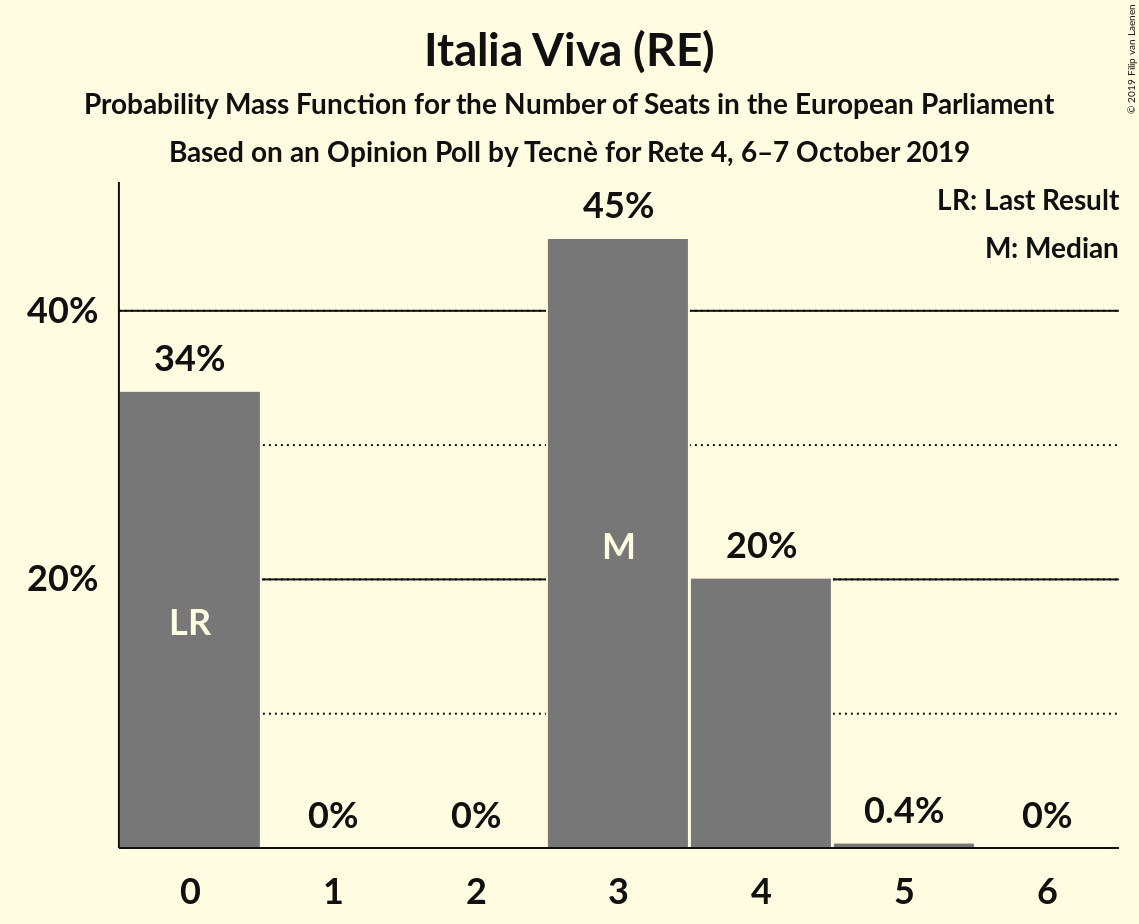 Italia Viva (RE)
Probability Mass Function for the Number of Seats in the European Parliament
Based on an Opinion Poll by Tecnè for Rete 4, 6–7 October 2019
© 2019 Filip van Laenen
LR: Last Result
M: Median
45%
40%
34%
M
20%
20%
LR
0%
0%
0.4%
0%
0
1
2
3
4
5
6